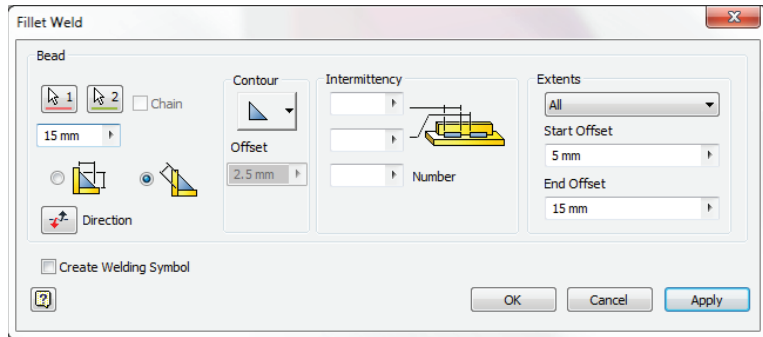 Fillet Weld
Bead
1 2 Chain
15 mm
Direction
Contour
Offset
2.5 mm
Intermittency
Number
Extents
All
Start Offset
5 mm
End Offset
15 mm
Create Welding Symbol
?
OK Cancel Apply